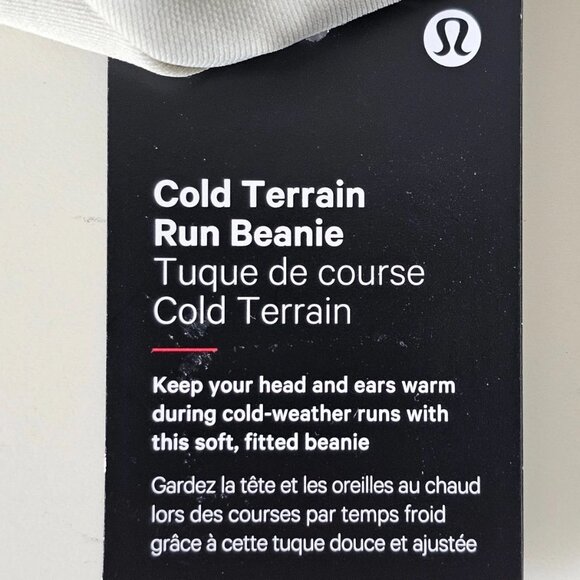 Cold Terrain
Run Beanie
Tuque de course
Cold Terrain
Keep your head and ears warm
during cold-weather runs with
this soft, fitted beanie
Gardez la tête et les oreilles au chaud
lors des courses par temps froid
grâce à cette tuque douce et ajustée